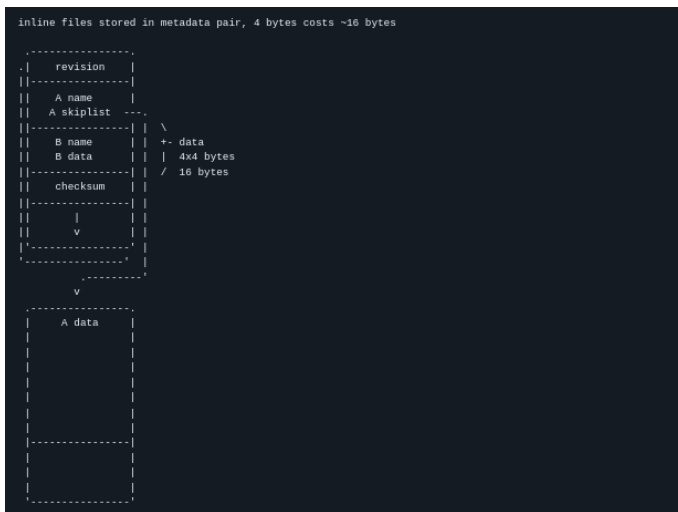 inline files stored in metadata pair, 4 bytes costs ~16 bytes
revision
A name
A skiplist
B name +- data
B data | 4x4 bytes
/ 16 bytes
checksum
v
v
A data